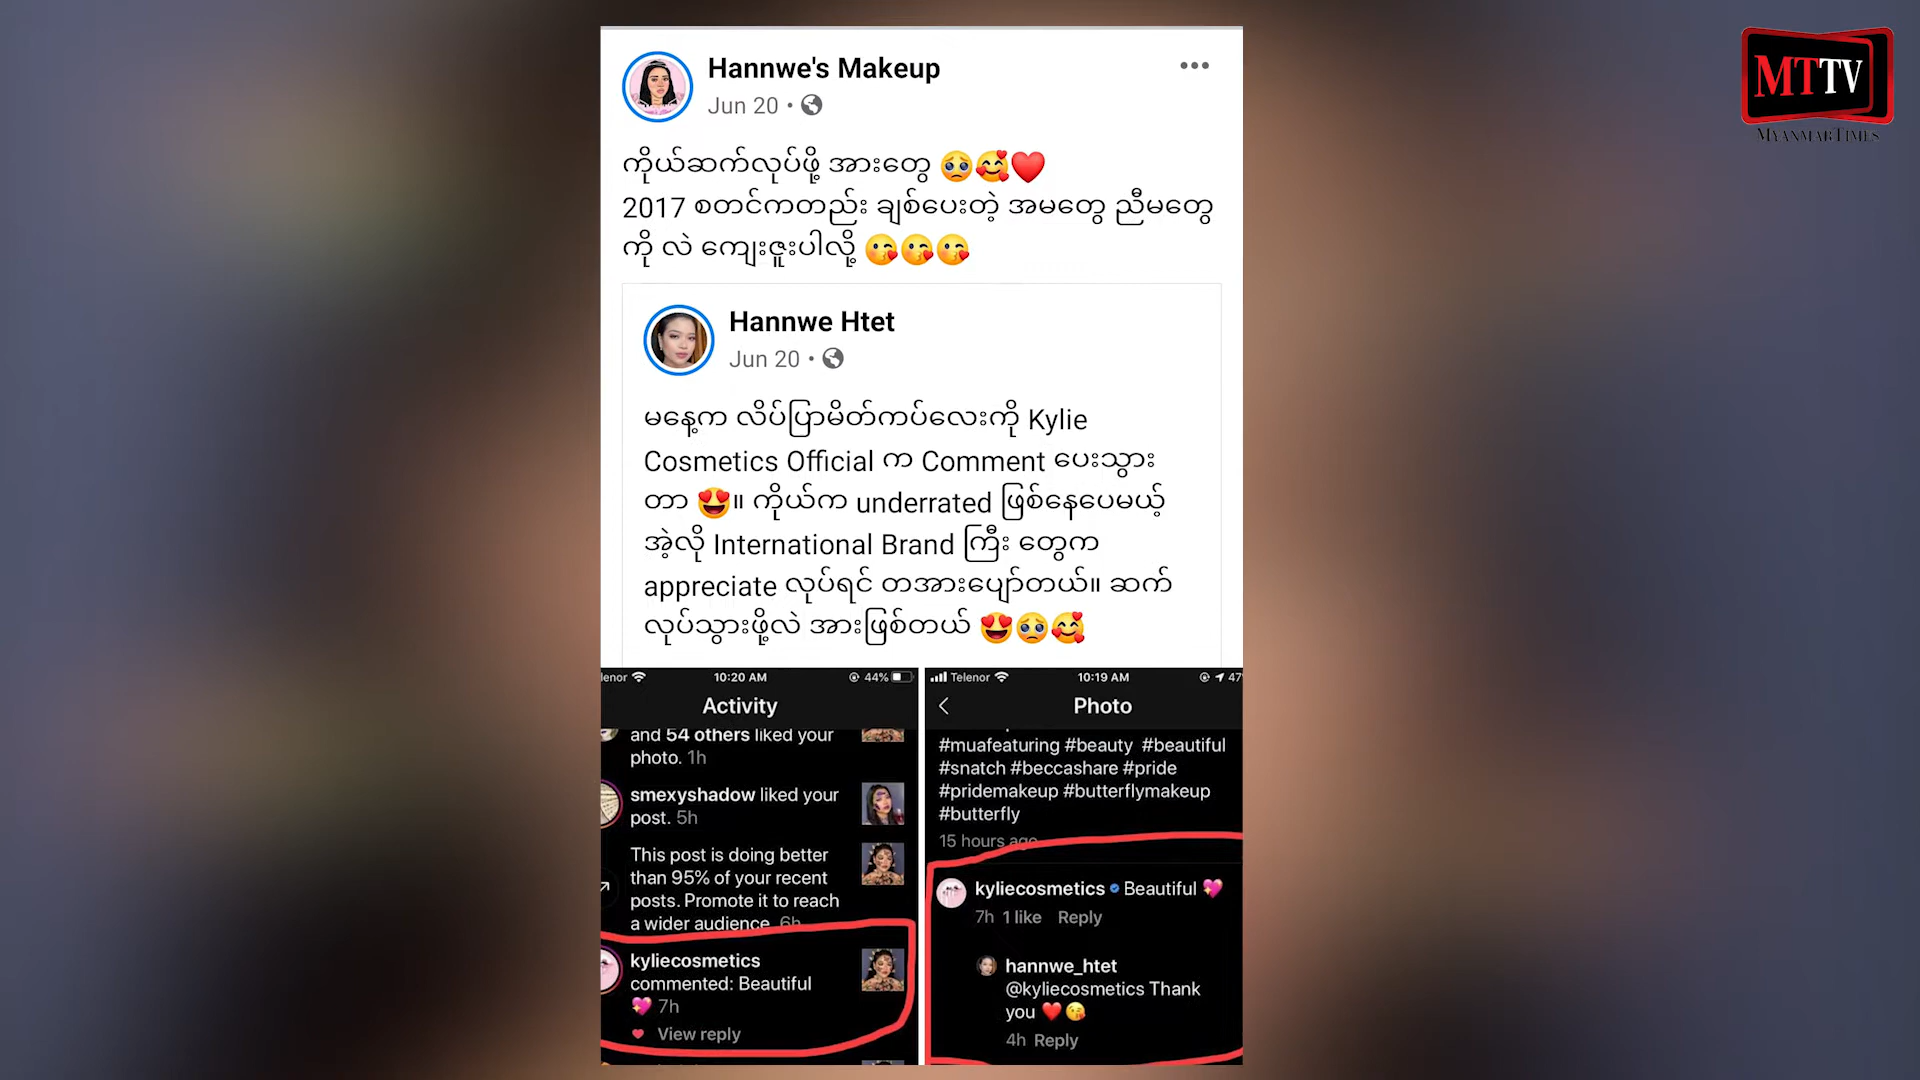 MTTV
MYANMARTIMES
Hannwe's Makeup
Jun 20 •
ကိုယ်ဆက်လုပ်ဖို့ အားတွေ 🥺🥰❤️
2017 စတင်ကတည်း ချစ်ပေးတဲ့ အမတွေ ညီမတွေ
ကို လဲ ကျေးဇူးပါလို့ 😘😘😘
Hannwe Htet
Jun 20 •
မနေ့က လိပ်ပြာမိတ်ကပ်လေးကို Kylie
Cosmetics Official က Comment ပေးသွား
တာ 😍။ ကိုယ်က underrated ဖြစ်နေပေမယ့်
အဲ့လို International Brand ကြီး တွေက
appreciate လုပ်ရင် တအားပျော်တယ်။ ဆက်
လုပ်သွားဖို့လဲ အားဖြစ်တယ် 😍🥺🥰
lenor 10:20 AM 44%
Activity
and 54 others liked your
photo. 1h
smexyshadow liked your
post. 5h
This post is doing better
than 95% of your recent
posts. Promote it to reach
a wider audience. 6h
kyliecosmetics
commented: Beautiful
💖 7h
View reply
Telenor 10:19 AM 47
Photo
#muafeaturing #beauty #beautiful
#snatch #beccashare #pride
#pridemakeup #butterflymakeup
#butterfly
15 hours ago
kyliecosmetics Beautiful 💖
7h 1 like Reply
hannwe_htet
@kyliecosmetics Thank
you ❤️😘
4h Reply